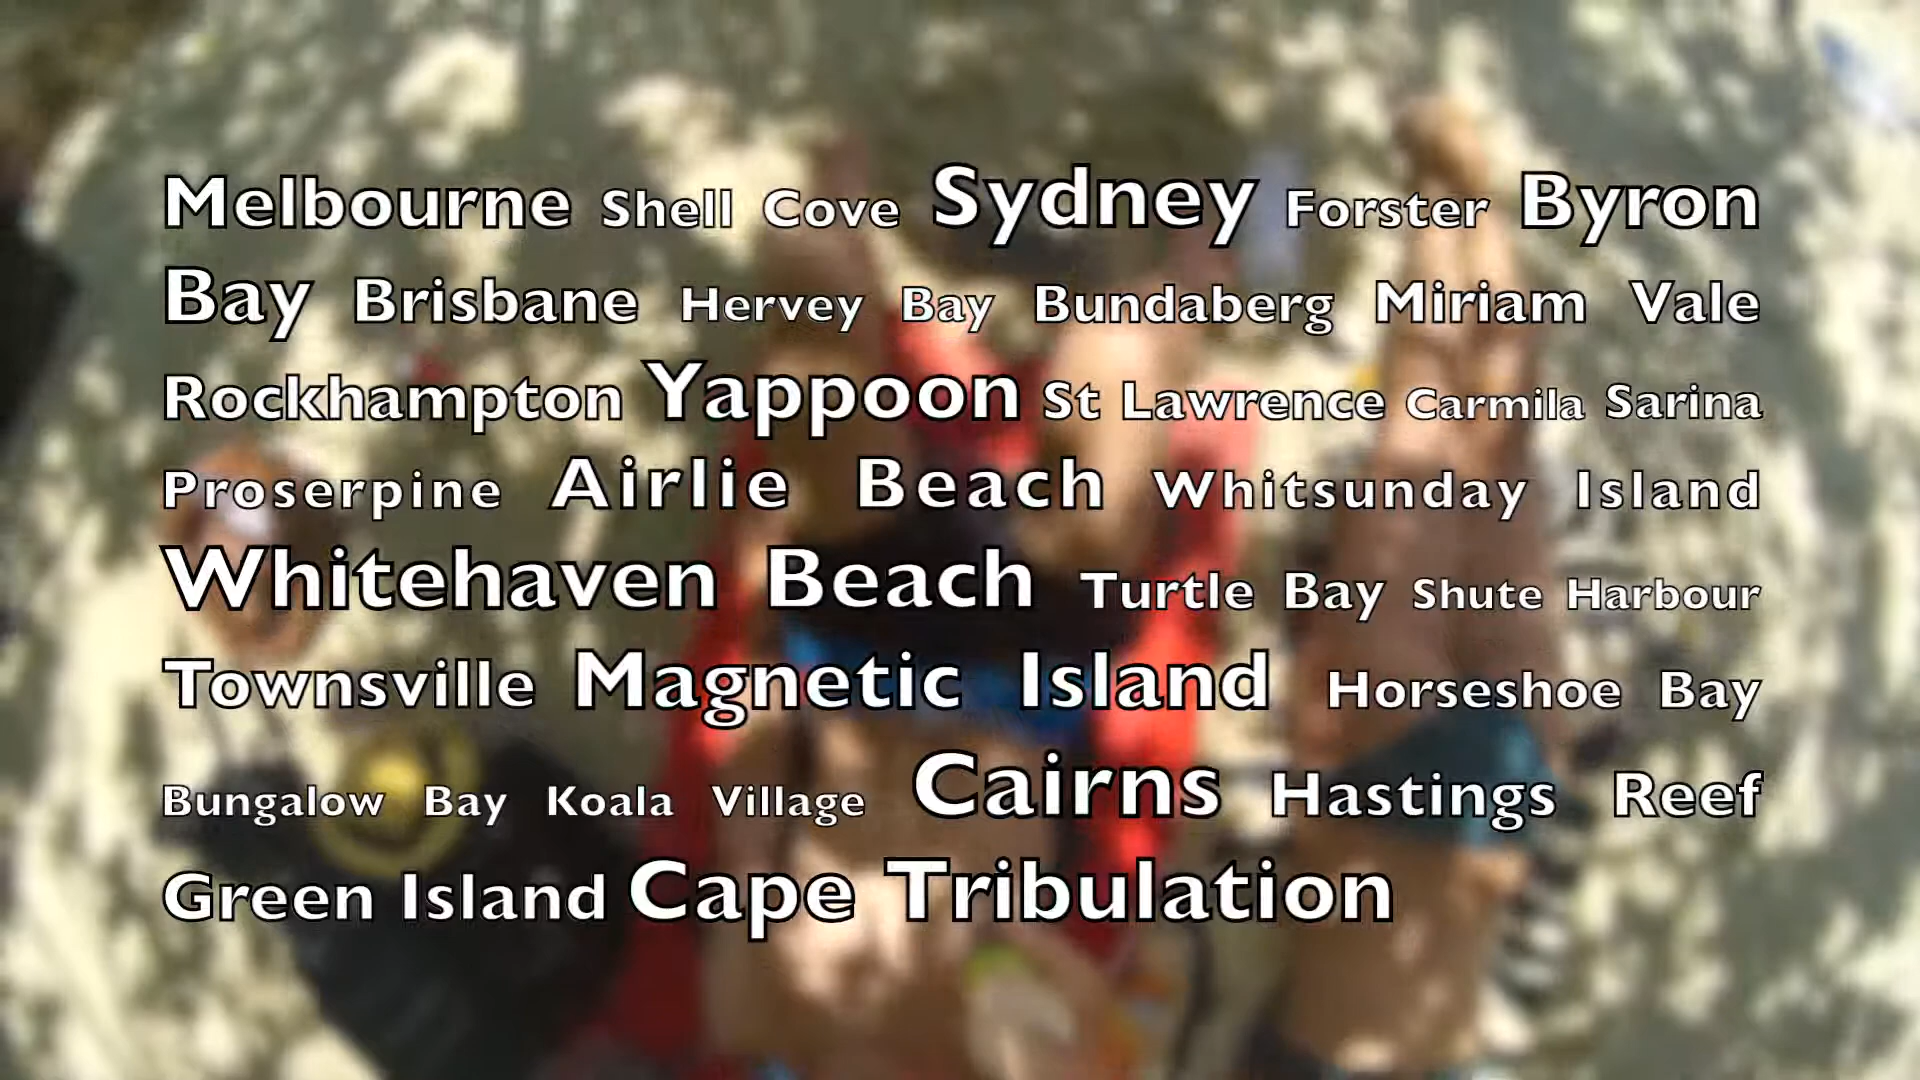 Melbourne Shell Cove Sydney Forster Byron
Bay Brisbane Hervey Bay Bundaberg Miriam Vale
Rockhampton Yappoon St Lawrence Carmila Sarina
Proserpine Airlie Beach Whitsunday Island
Whitehaven Beach Turtle Bay Shute Harbour
Townsville Magnetic Island Horseshoe Bay
Bungalow Bay Koala Village Cairns Hastings Reef
Green Island Cape Tribulation